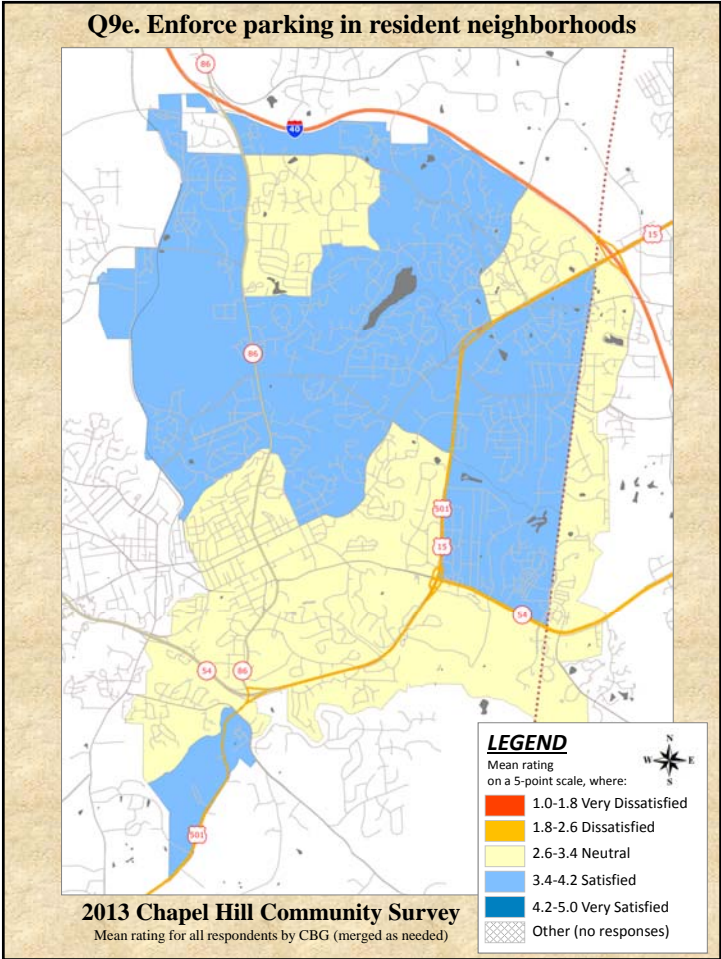 Q9e. Enforce parking in resident neighborhoods
86
40
15
86
501
15
54
54
86
501
LEGEND
N
W E
S
Mean rating
on a 5-point scale, where:
1.0-1.8 Very Dissatisfied
1.8-2.6 Dissatisfied
2.6-3.4 Neutral
3.4-4.2 Satisfied
4.2-5.0 Very Satisfied
Other (no responses)
2013 Chapel Hill Community Survey
Mean rating for all respondents by CBG (merged as needed)